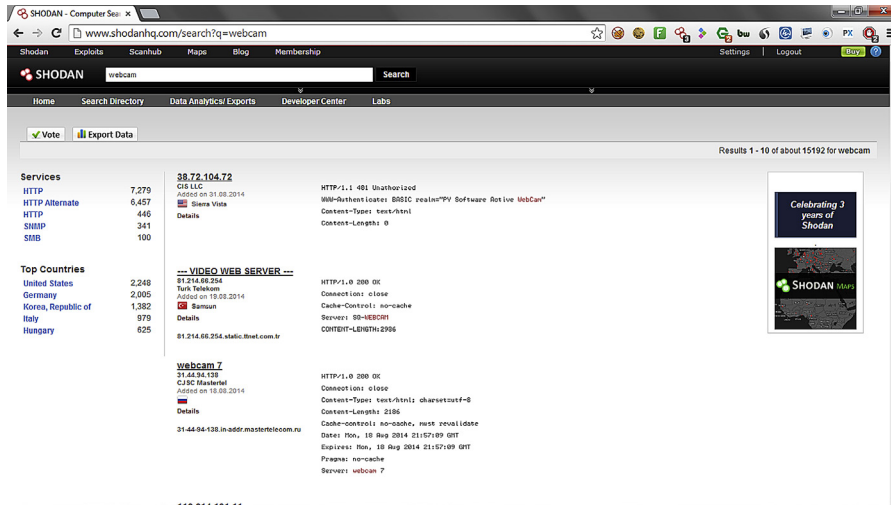 SHODAN - Computer Sear
www.shodanhq.com/search?q=webcam
Shodan Exploits Scanhub Maps Blog Membership Settings Logout Buy
SHODAN webcam Search
Home Search Directory Data Analytics/ Exports Developer Center Labs
Vote Export Data
Results 1 - 10 of about 15192 for webcam
Services
HTTP 7,279
HTTP Alternate 6,457
HTTP 446
SNMP 341
SMB 100
Top Countries
United States 2,248
Germany 2,005
Korea, Republic of 1,382
Italy 979
Hungary 625
38.72.104.72
CIS LLC
Added on 31.08.2014
Sierra Vista
Details
HTTP/1.1 401 Unathorized
WWW-Authenticate: BASIC realm="PY Software Active WebCam"
Content-Type: text/html
Content-Length: 0
--- VIDEO WEB SERVER ---
81.214.66.254
Turk Telekom
Added on 19.08.2014
Samsun
Details
81.214.66.254.static.ttnet.com.tr
HTTP/1.0 200 OK
Connection: close
Cache-Control: no-cache
Server: SQ-WEBCAM
CONTENT-LENGTH:2906
webcam 7
31.44.94.138
CJSC Mastertel
Added on 18.08.2014
Details
31-44-94-138.in-addr.mastertelecom.ru
HTTP/1.0 200 OK
Connection: close
Content-Type: text/html; charset=utf-8
Content-Length: 2186
Cache-control: no-cache, must revalidate
Date: Mon, 18 Aug 2014 21:57:09 GMT
Expires: Mon, 18 Aug 2014 21:57:09 GMT
Pragma: no-cache
Server: webcam 7
Celebrating 3
years of
Shodan
SHODAN MAPS